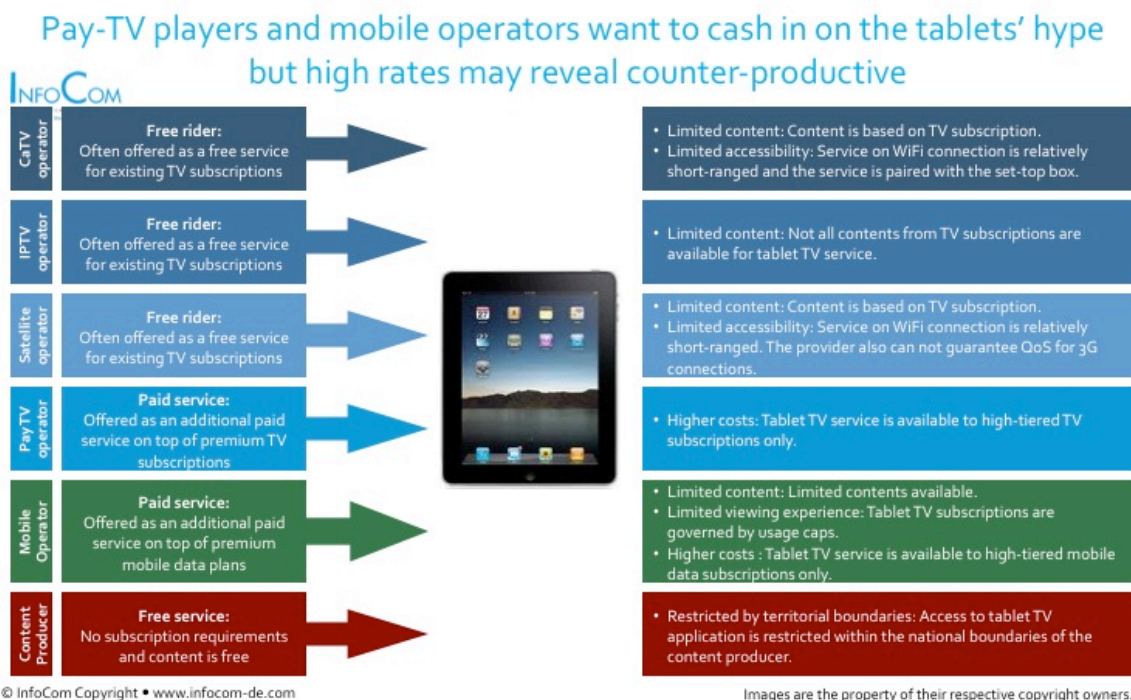 Pay-TV players and mobile operators want to cash in on the tablets' hype
but high rates may reveal counter-productive
INFOCOM
CaTV
operator
Free rider:
Often offered as a free service
for existing TV subscriptions
• Limited content: Content is based on TV subscription.
• Limited accessibility: Service on WiFi connection is relatively
short-ranged and the service is paired with the set-top box.
IPTV
operator
Free rider:
Often offered as a free service
for existing TV subscriptions
• Limited content: Not all contents from TV subscriptions are
available for tablet TV service.
Satellite
operator
Free rider:
Often offered as a free service
for existing TV subscriptions
• Limited content: Content is based on TV subscription.
• Limited accessibility: Service on WiFi connection is relatively
short-ranged. The provider also can not guarantee QoS for 3G
connections.
PayTV
operator
Paid service:
Offered as an additional paid
service on top of premium TV
subscriptions
• Higher costs: Tablet TV service is available to high-tiered TV
subscriptions only.
Mobile
Operator
Paid service:
Offered as an additional paid
service on top of premium
mobile data plans
• Limited content: Limited contents available.
• Limited viewing experience: Tablet TV subscriptions are
governed by usage caps.
• Higher costs : Tablet TV service is available to high-tiered mobile
data subscriptions only.
Content
Producer
Free service:
No subscription requirements
and content is free
• Restricted by territorial boundaries: Access to tablet TV
application is restricted within the national boundaries of the
content producer.
27
© InfoCom Copyright • www.infocom-de.com
Images are the property of their respective copyright owners.